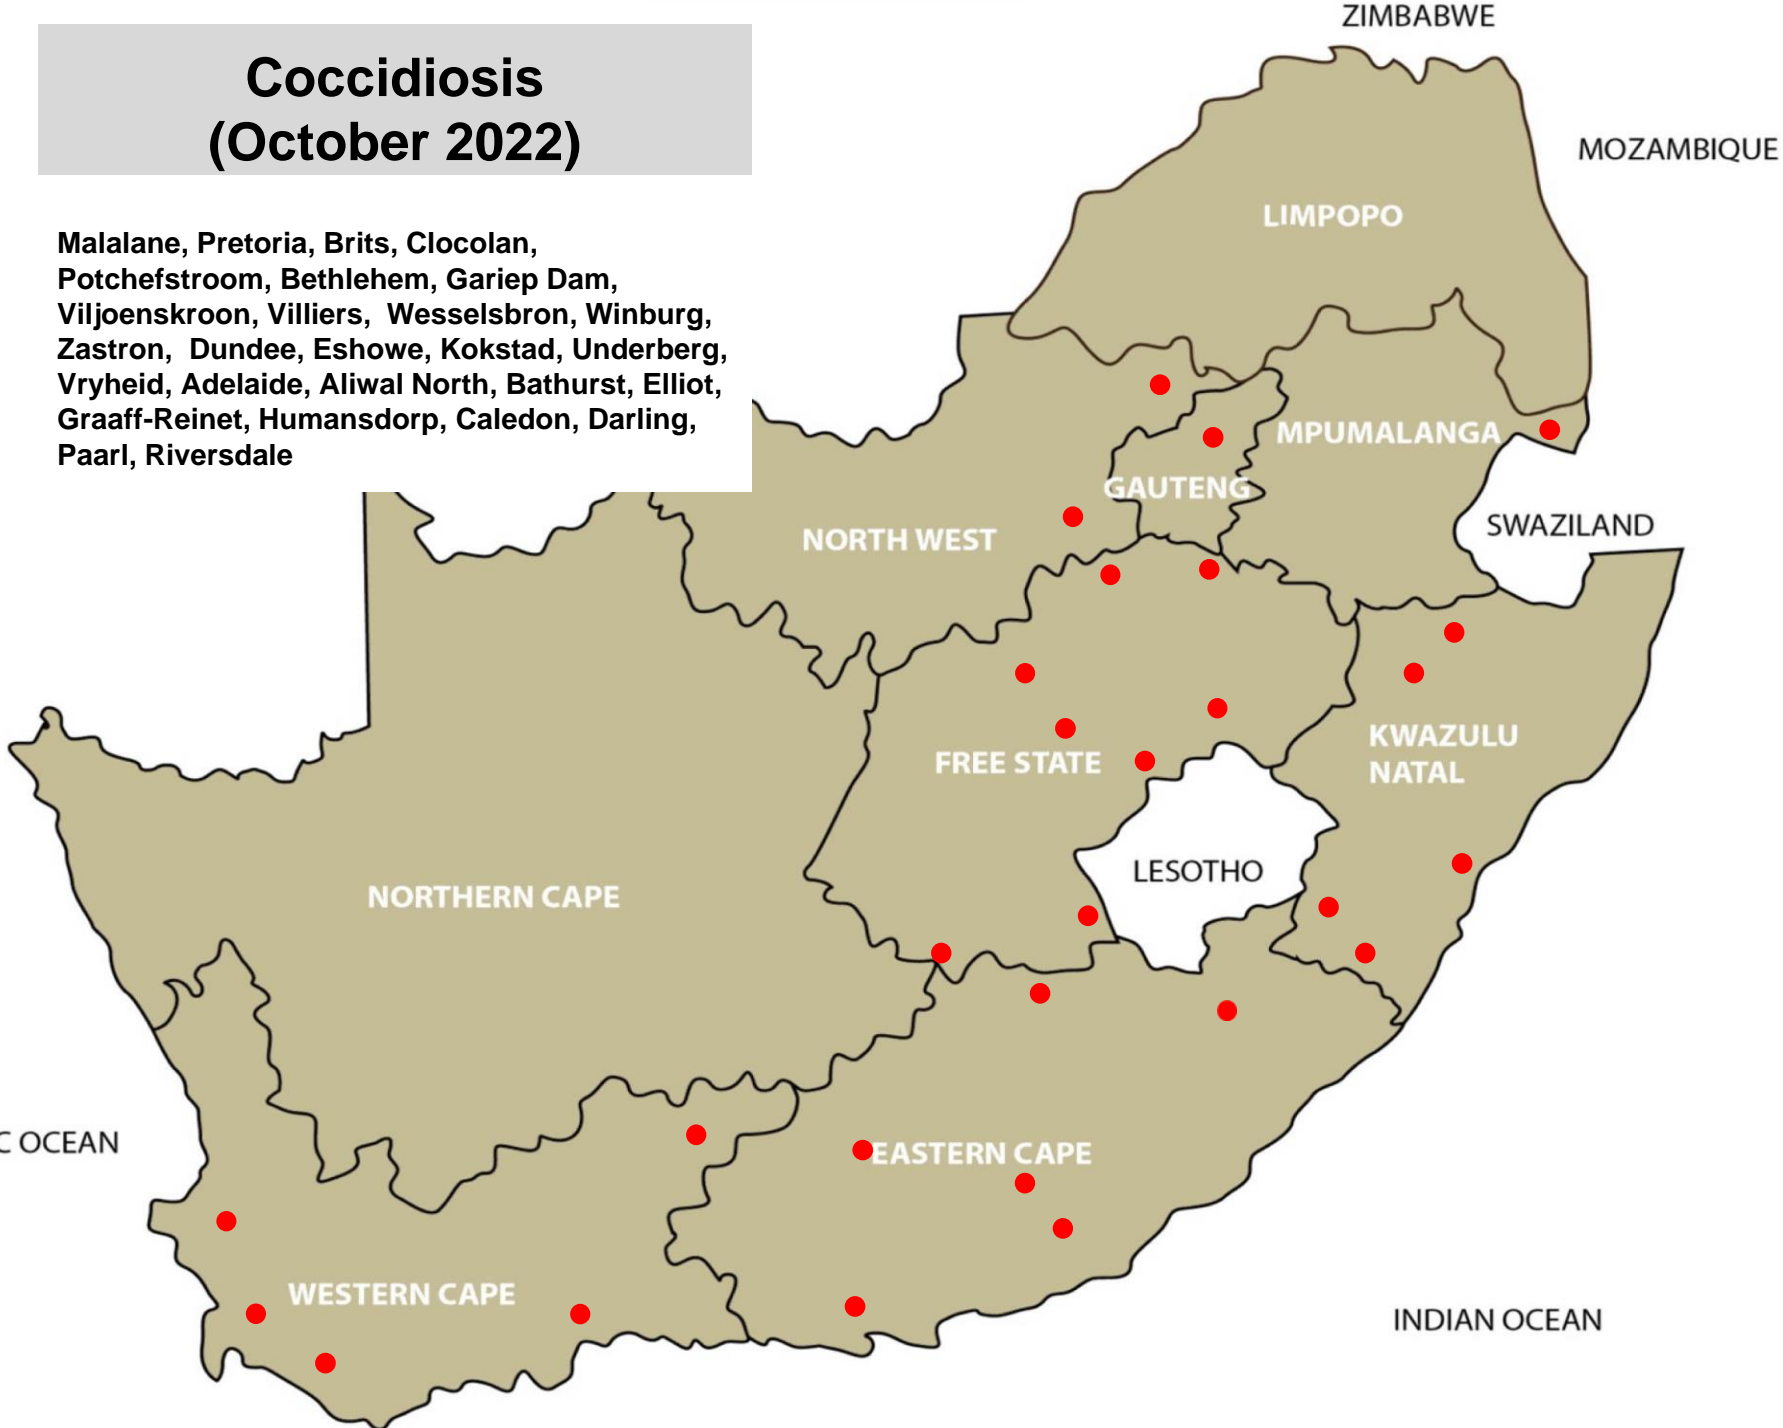 Coccidiosis
(October 2022)
Malalane, Pretoria, Brits, Clocolan,
Potchefstroom, Bethlehem, Gariep Dam,
Viljoenskroon, Villiers, Wesselsbron, Winburg,
Zastron, Dundee, Eshowe, Kokstad, Underberg,
Vryheid, Adelaide, Aliwal North, Bathurst, Elliot,
Graaff-Reinet, Humansdorp, Caledon, Darling,
Paarl, Riversdale
ZIMBABWE
MOZAMBIQUE
LIMPOPO
MPUMALANGA
GAUTENG
SWAZILAND
NORTH WEST
KWAZULU
NATAL
FREE STATE
LESOTHO
NORTHERN CAPE
C OCEAN
EASTERN CAPE
WESTERN CAPE
INDIAN OCEAN